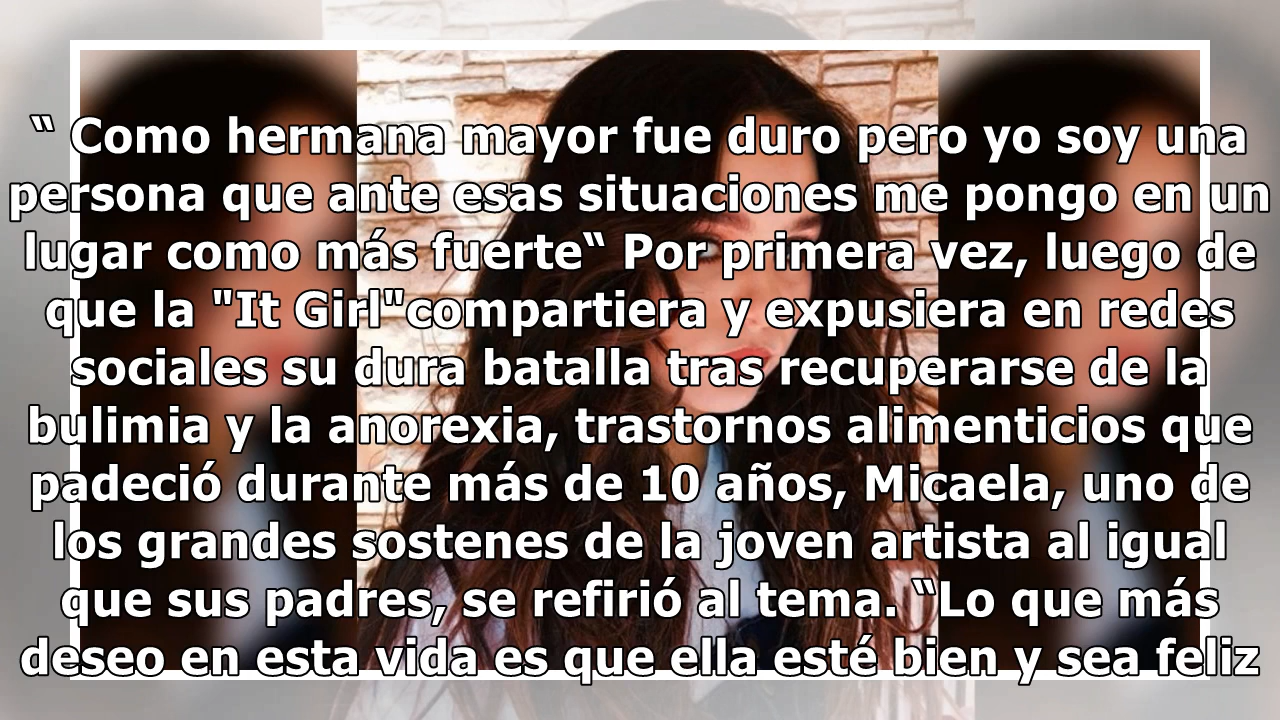 “ Como hermana mayor fue duro pero yo soy una
persona que ante esas situaciones me pongo en un
lugar como más fuerte“ Por primera vez, luego de
que la "It Girl"compartiera y expusiera en redes
sociales su dura batalla tras recuperarse de la
bulimia y la anorexia, trastornos alimenticios que
padeció durante más de 10 años, Micaela, uno de
los grandes sostenes de la joven artista al igual
que sus padres, se refirió al tema. “Lo que más
deseo en esta vida es que ella esté bien y sea feliz